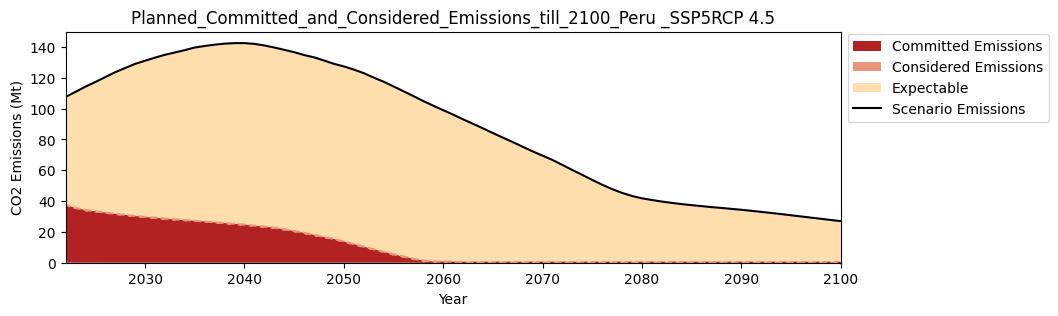 Planned_Committed_and_Considered_Emissions_till_2100_Peru _SSP5RCP 4.5
CO2 Emissions (Mt)
140
120
100
80
60
40
20
0
2030
2040
2050
2060
2070
2080
2090
2100
Year
Committed Emissions
Considered Emissions
Expectable
Scenario Emissions